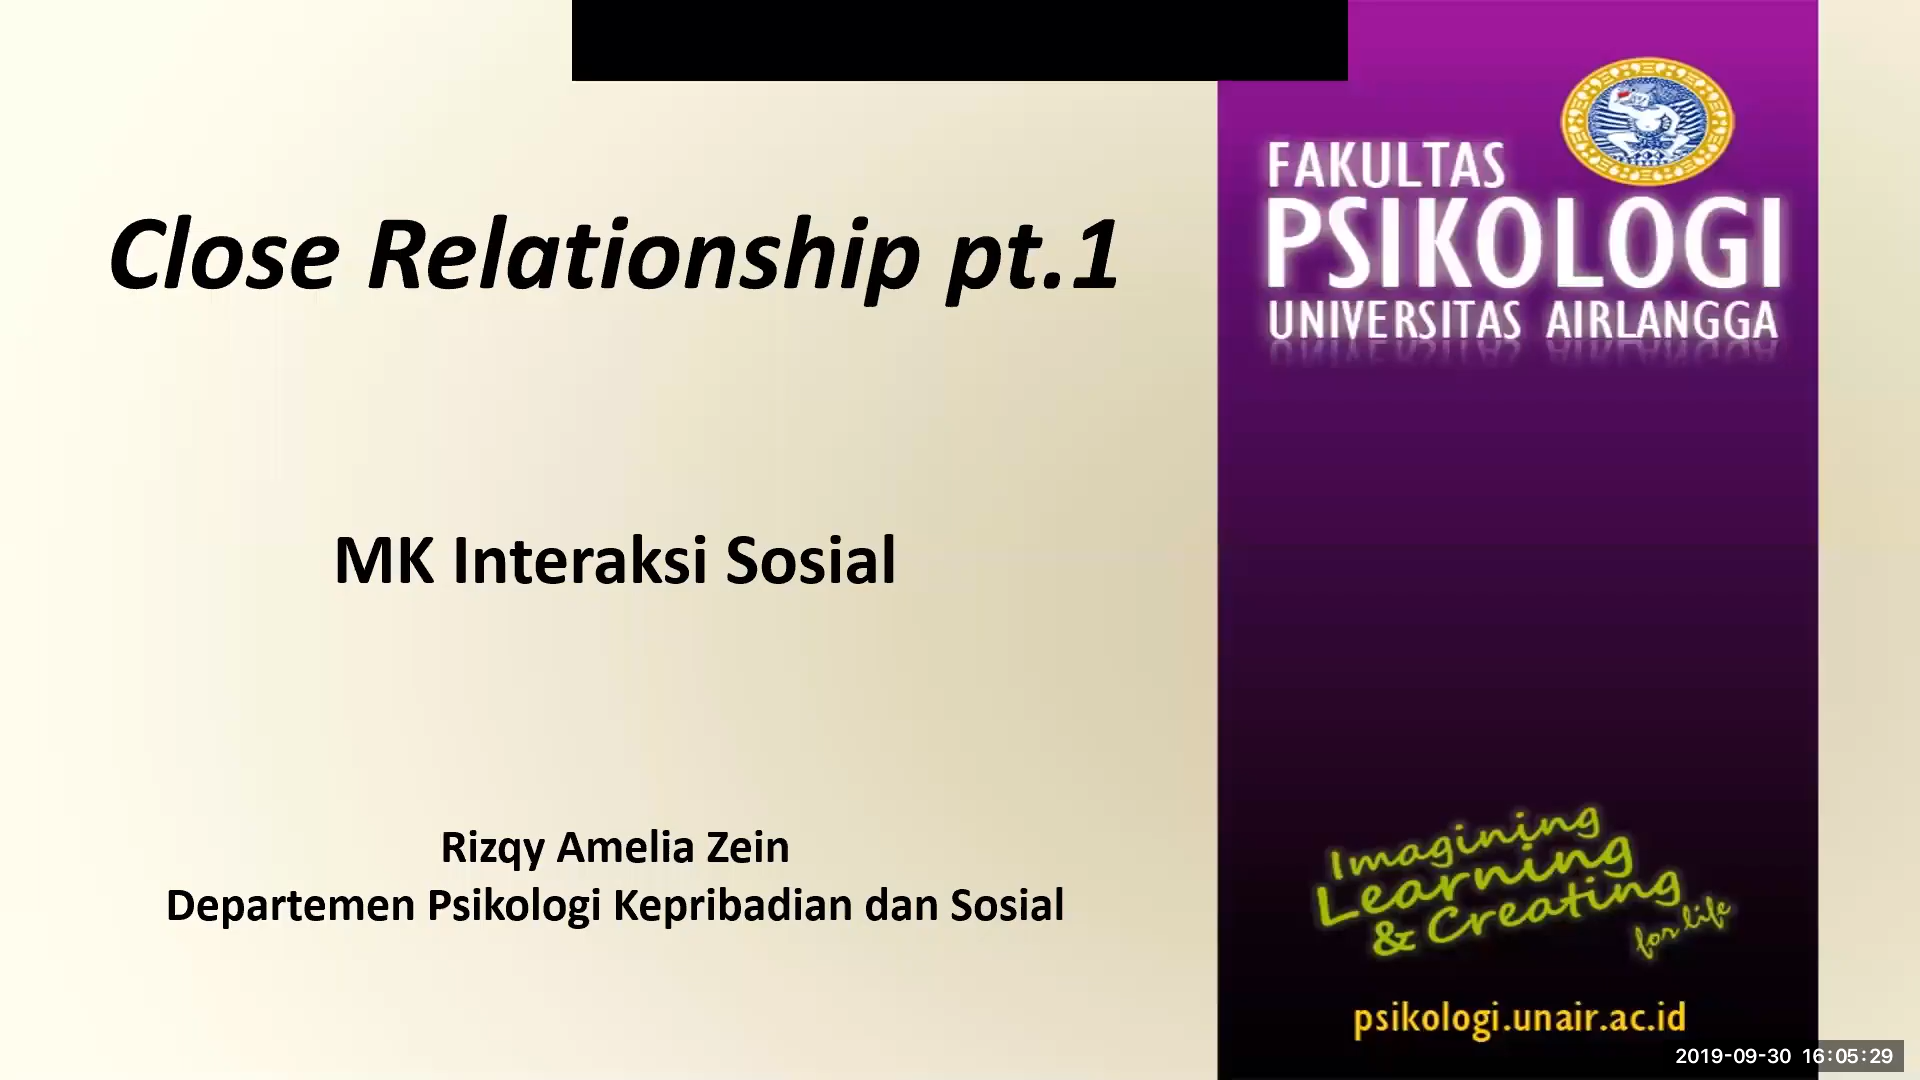 Close Relationship pt.1
MK Interaksi Sosial
Rizqy Amelia Zein
Departemen Psikologi Kepribadian dan Sosial
FAKULTAS
PSIKOLOGI
UNIVERSITAS AIRLANGGA
Imagining
Learning
& Creating
for life
psikologi.unair.ac.id
2019-09-30 16:05:29